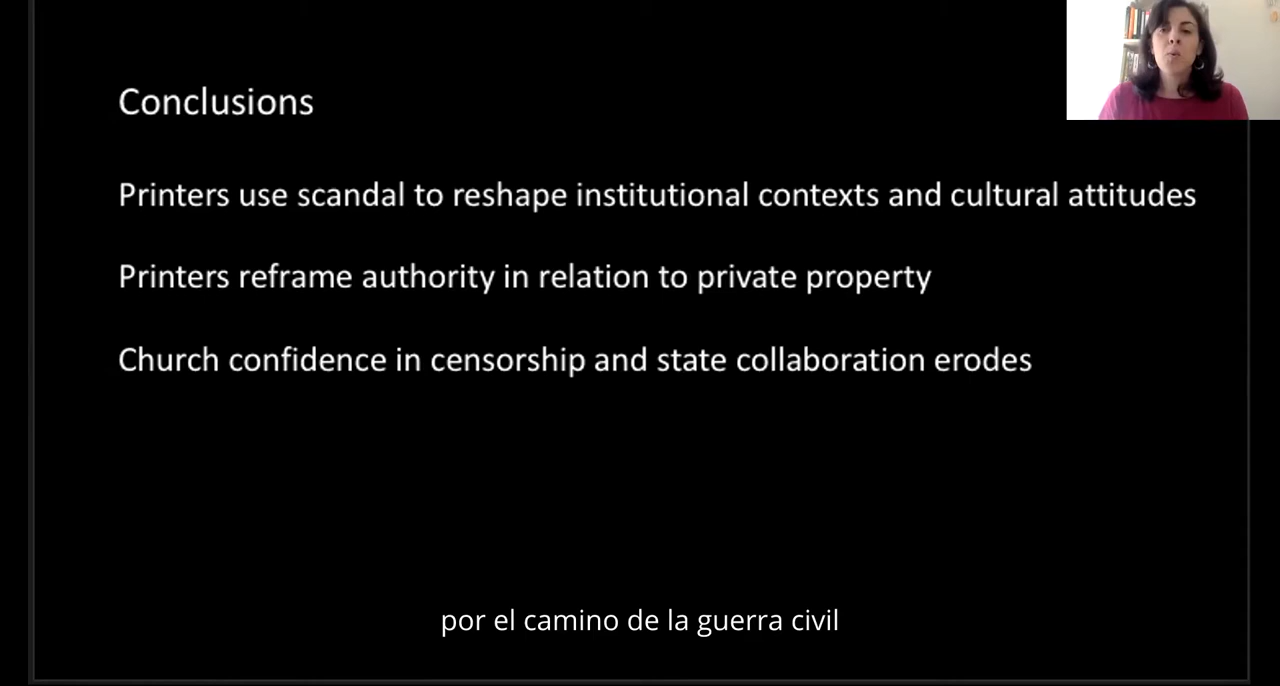 Conclusions
Printers use scandal to reshape institutional contexts and cultural attitudes
Printers reframe authority in relation to private property
Church confidence in censorship and state collaboration erodes
por el camino de la guerra civil